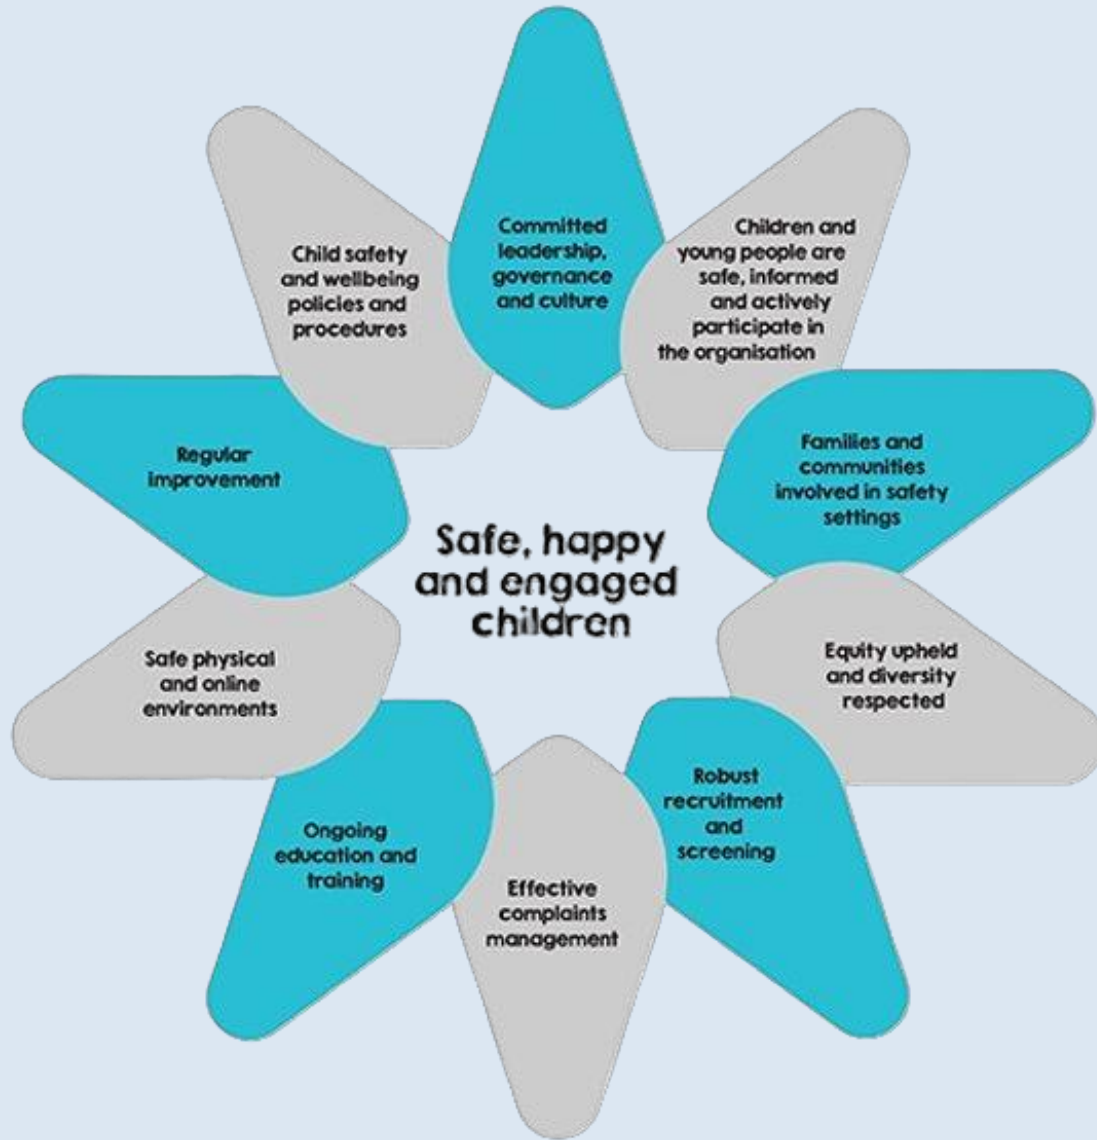 Committed
leadership,
governance
and culture
Children and
young people are
safe, informed
and actively
participate in
the organisation
Families and
communities
involved in safety
settings
Equity upheld
and diversity
respected
Robust
recruitment
and
screening
Effective
complaints
management
Ongoing
education and
training
Safe physical
and online
environments
Regular
improvement
Child safety
and wellbeing
policies and
procedures
Safe, happy
and engaged
children